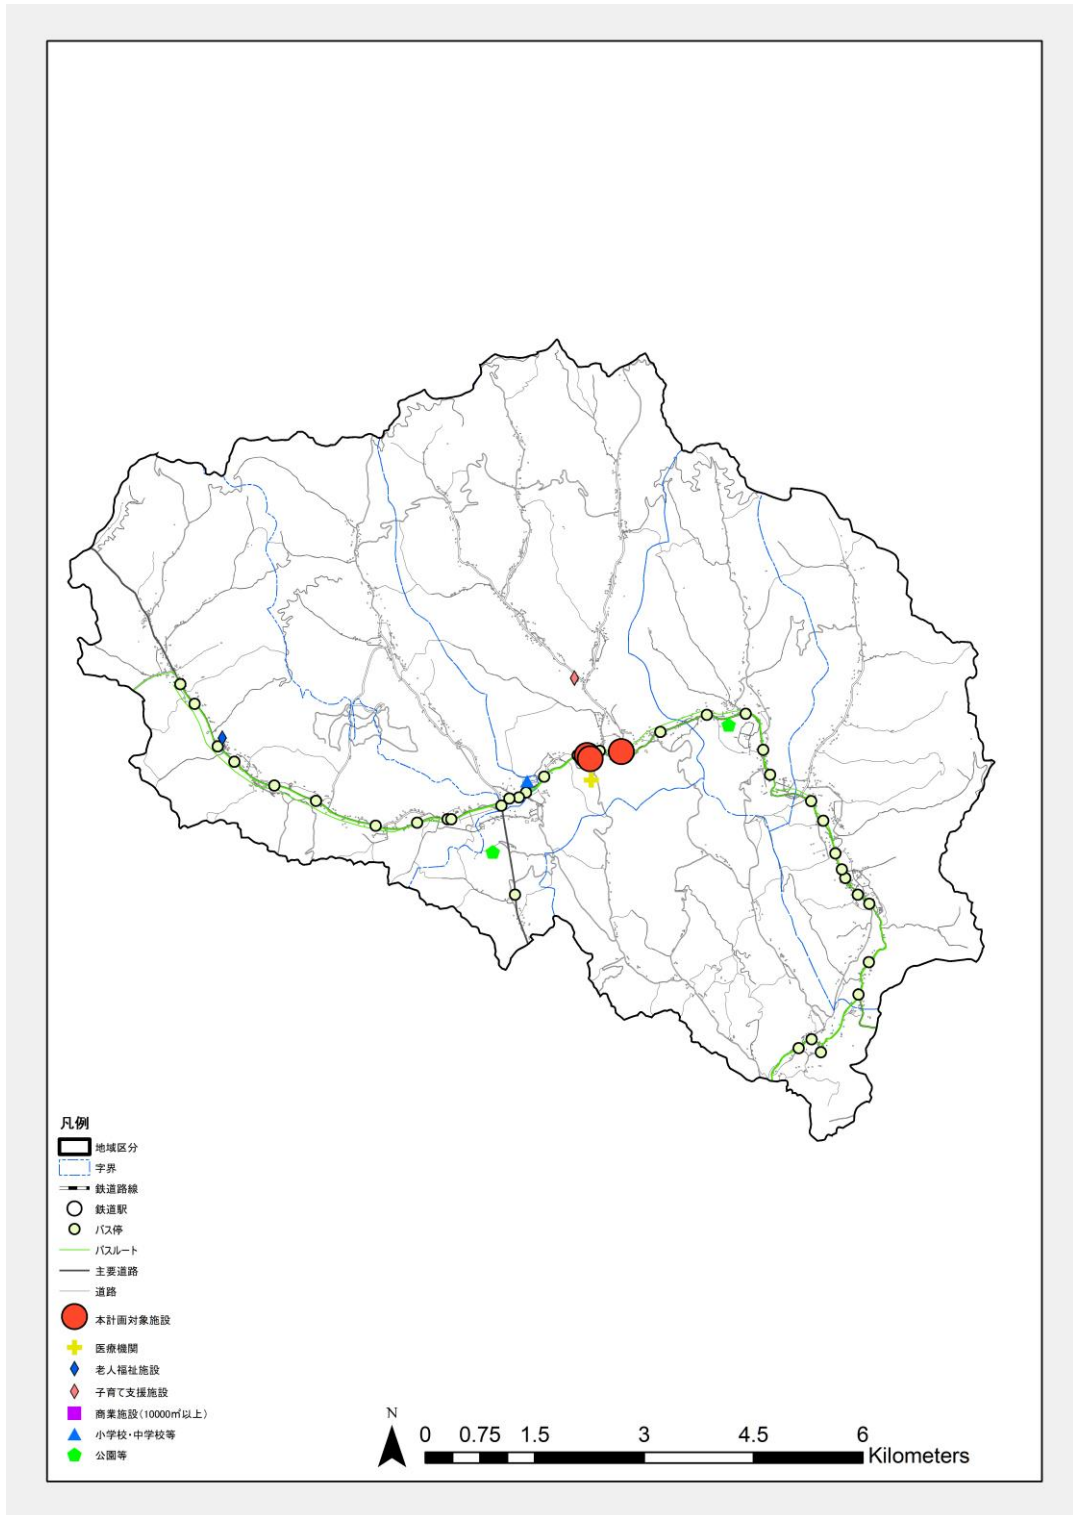 凡例
地域区分
字界
鉄道路線
鉄道駅
バス停
バスルート
主要道路
道路
本計画対象施設
医療機関
老人福祉施設
子育て支援施設
商業施設(10000㎡以上)
小学校・中学校等
公園等
N
0 0.75 1.5 3 4.5 6
Kilometers